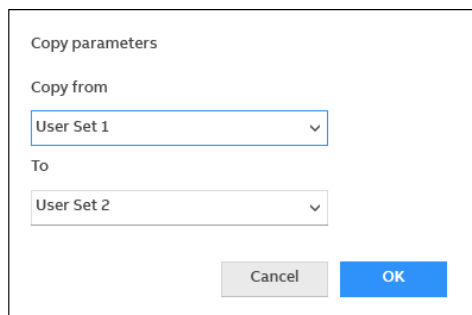 Copy parameters
Copy from
User Set 1
To
User Set 2
Cancel OK